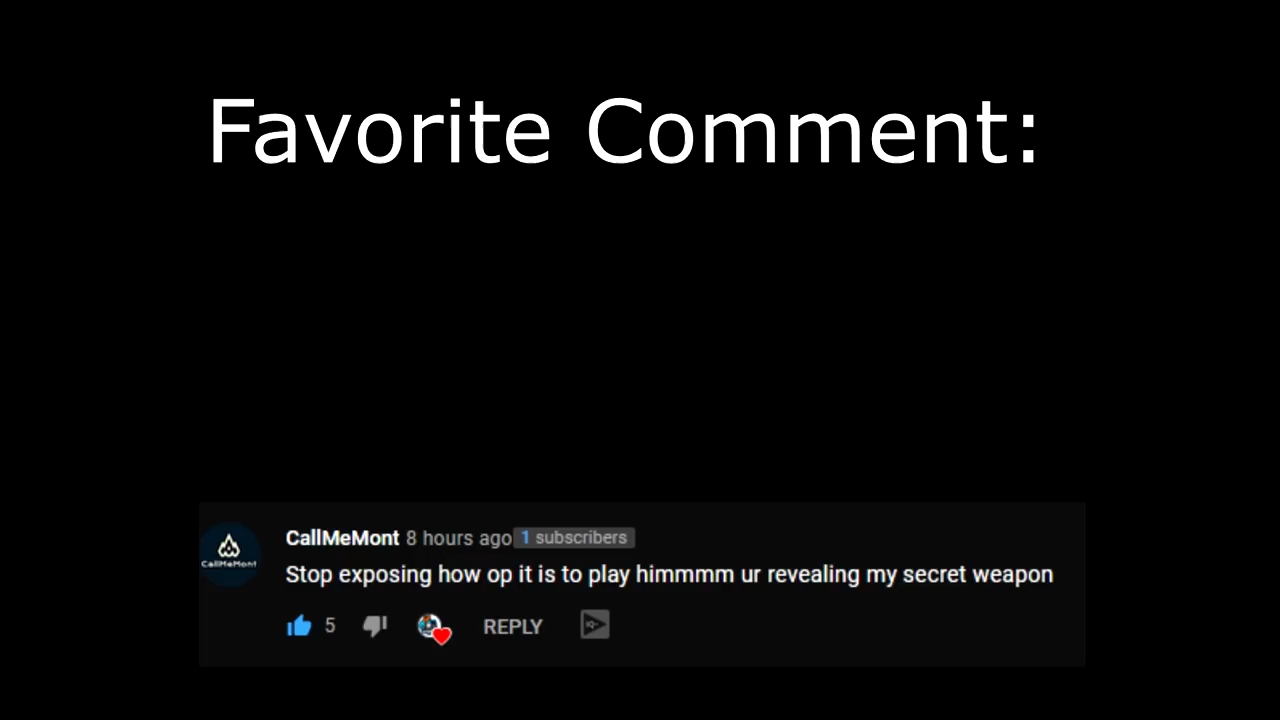 Favorite Comment:
CallMeMont 8 hours ago 1 subscribers
CallMeMont
Stop exposing how op it is to play himmmm ur revealing my secret weapon
5 REPLY